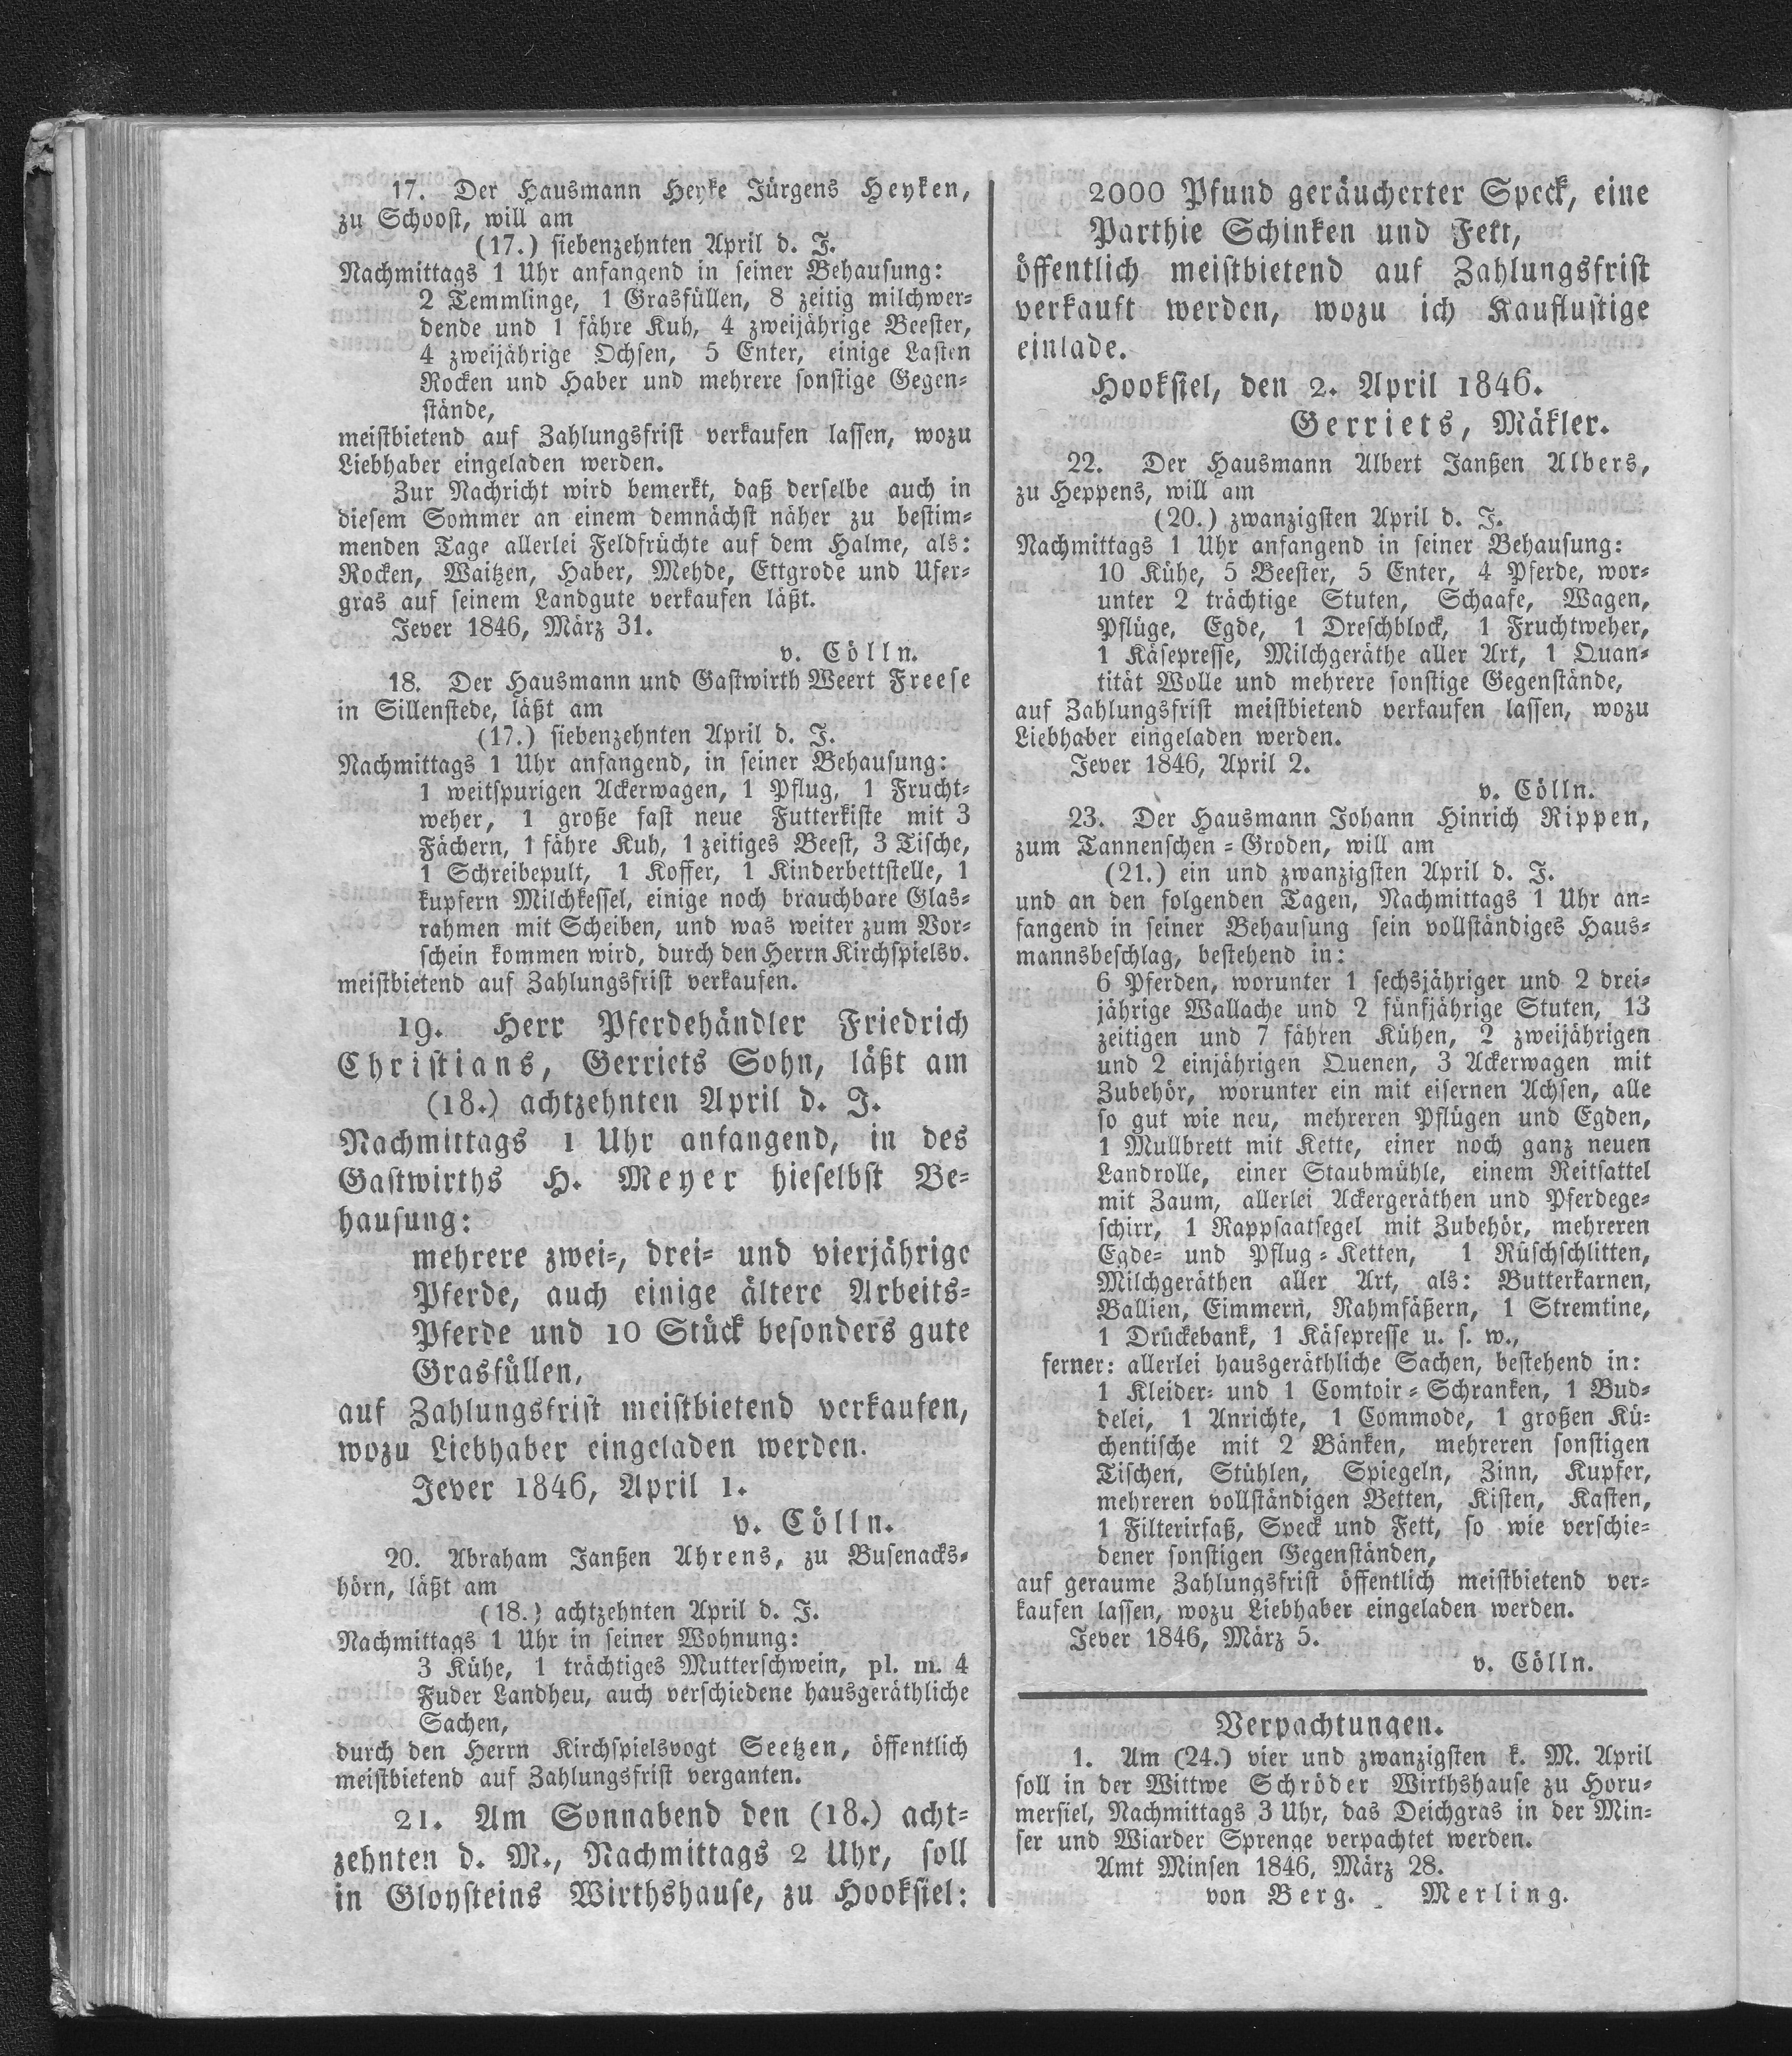 17. Der Hausmann Heyke Jürgens Heyken,
zu Schoost, will am
(17.) siebenzehnten April d. J.
Nachmittags 1 Uhr anfangend in seiner Behausung:
2 Temmlinge, 1 Grasfüllen, 8 zeitig milchwer-
dende und 1 fähre Kuh, 4 zweijährige Beester,
4 zweijährige Ochsen, 5 Enter, einige Lasten
Rocken und Haber und mehrere sonstige Gegen-
stände,
meistbietend auf Zahlungsfrist verkaufen lassen, wozu
Liebhaber eingeladen werden.
Zur Nachricht wird bemerkt, daß derselbe auch in
diesem Sommer an einem demnächst näher zu bestim-
menden Tage allerlei Feldfrüchte auf dem Halme, als:
Rocken, Waitzen, Haber, Mehde, Ettgrode und Ufer-
gras auf seinem Landgute verkaufen läßt.
Jever 1846, März 31.
v. Cölln.
18. Der Hausmann und Gastwirth Weert Freese
in Sillenstede, läßt am
(17.) siebenzehnten April d. J.
Nachmittags 1 Uhr anfangend, in seiner Behausung:
1 weitspurigen Ackerwagen, 1 Pflug, 1 Frucht-
weher, 1 große fast neue Futterkiste mit 3
Fächern, 1 fähre Kuh, 1 zeitiges Beest, 3 Tische,
1 Schreibepult, 1 Koffer, 1 Kinderbettstelle, 1
kupfern Milchkessel, einige noch brauchbare Glas-
rahmen mit Scheiben, und was weiter zum Vor-
schein kommen wird, durch den Herrn Kirchspielsv.
meistbietend auf Zahlungsfrist verkaufen.
19. Herr Pferdehändler Friedrich
Christians, Gerriets Sohn, läßt am
(18.) achtzehnten April d. J.
Nachmittags 1 Uhr anfangend, in des
Gastwirths H. Meyer hieselbst Be-
hausung:
mehrere zwei-, drei- und vierjährige
Pferde, auch einige ältere Arbeits-
Pferde und 10 Stück besonders gute
Grasfüllen,
auf Zahlungsfrist meistbietend verkaufen,
wozu Liebhaber eingeladen werden.
Jever 1846, April 1.
v. Cölln.
20. Abraham Janßen Ahrens, zu Busenacks-
hörn, läßt am
(18.) achtzehnten April d. J.
Nachmittags 1 Uhr in seiner Wohnung:
3 Kühe, 1 trächtiges Mutterschwein, pl. m. 4
Fuder Landheu, auch verschiedene hausgeräthliche
Sachen,
durch den Herrn Kirchspielsvogt Seetzen, öffentlich
meistbietend auf Zahlungsfrist verganten.
21. Am Sonnabend den (18.) acht-
zehnten d. M., Nachmittags 2 Uhr, soll
in Gloysteins Wirthshause, zu Hooksiel:
2000 Pfund geräucherter Speck, eine
Parthie Schinken und Fett,
öffentlich meistbietend auf Zahlungsfrist
verkauft werden, wozu ich Kauflustige
einlade.
Hooksiel, den 2. April 1846.
Gerriets, Mäkler.
22. Der Hausmann Albert Janßen Albers,
zu Heppens, will am
(20.) zwanzigsten April d. J.
Nachmittags 1 Uhr anfangend in seiner Behausung:
10 Kühe, 5 Beester, 5 Enter, 4 Pferde, wor-
unter 2 trächtige Stuten, Schaafe, Wagen,
Pflüge, Egde, 1 Dreschblock, 1 Fruchtweher,
1 Käsepresse, Milchgeräthe aller Art, 1 Quan-
tität Wolle und mehrere sonstige Gegenstände,
auf Zahlungsfrist meistbietend verkaufen lassen, wozu
Liebhaber eingeladen werden.
Jever 1846, April 2.
v. Cölln.
23. Der Hausmann Johann Hinrich Rippen,
zum Tannenschen-Groden, will am
(21.) ein und zwanzigsten April d. J.
und an den folgenden Tagen, Nachmittags 1 Uhr an-
fangend in seiner Behausung sein vollständiges Haus-
mannsbeschlag, bestehend in:
6 Pferden, worunter 1 sechsjähriger und 2 drei-
jährige Wallache und 2 fünfjährige Stuten, 13
zeitigen und 7 fähren Kühen, 2 zweijährigen
und 2 einjährigen Quenen, 3 Ackerwagen mit
Zubehör, worunter ein mit eisernen Achsen, alle
so gut wie neu, mehreren Pflügen und Egden,
1 Mullbrett mit Kette, einer noch ganz neuen
Landrolle, einer Staubmühle, einem Reitsattel
mit Zaum, allerlei Ackergeräthen und Pferdege-
schirr, 1 Rappsaatsegel mit Zubehör, mehreren
Egde- und Pflug-Ketten, 1 Rüschschlitten,
Milchgeräthen aller Art, als: Butterkarnen,
Ballien, Eimmern, Rahmfäßern, 1 Stremtine,
1 Drückebank, 1 Käsepresse u. s. w.,
ferner: allerlei hausgeräthliche Sachen, bestehend in:
1 Kleider- und 1 Comtoir-Schranken, 1 Bud-
delei, 1 Anrichte, 1 Commode, 1 großen Kü-
chentische mit 2 Bänken, mehreren sonstigen
Tischen, Stühlen, Spiegeln, Zinn, Kupfer,
mehreren vollständigen Betten, Kisten, Kasten,
1 Filterirfaß, Speck und Fett, so wie verschie-
dener sonstigen Gegenständen,
auf geraume Zahlungsfrist öffentlich meistbietend ver-
kaufen lassen, wozu Liebhaber eingeladen werden.
Jever 1846, März 5.
v. Cölln.
Verpachtungen.
1. Am (24.) vier und zwanzigsten k. M. April
soll in der Wittwe Schröder Wirthshause zu Horu-
mersiel, Nachmittags 3 Uhr, das Deichgras in der Min-
ser und Wiarder Sprenge verpachtet werden.
Amt Minsen 1846, März 28.
von Berg. Merling.